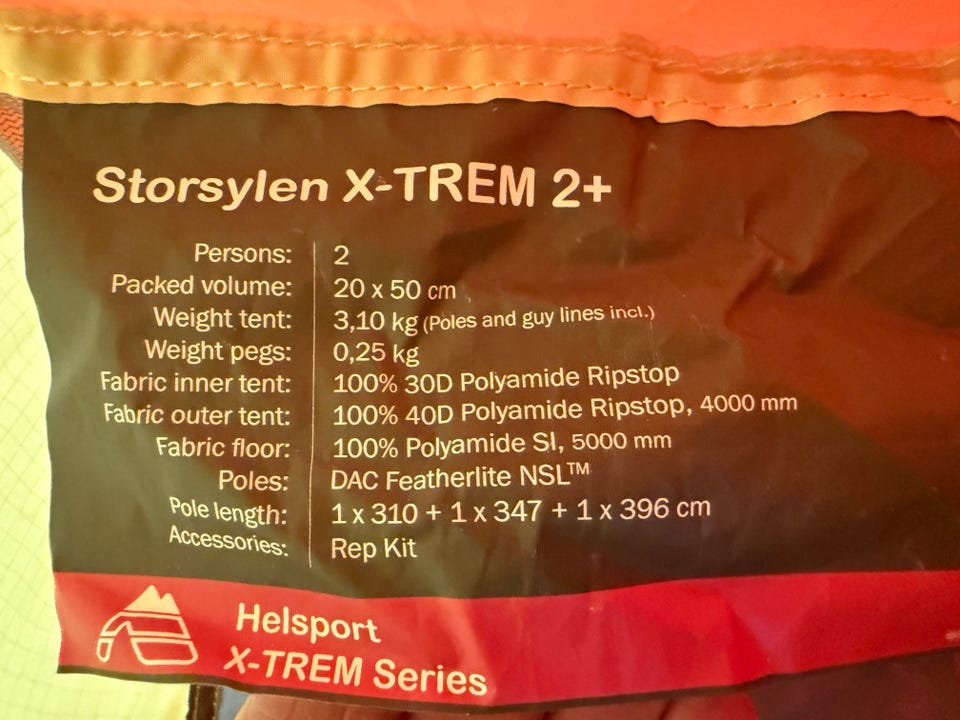 Storsylen X-TREM 2+
Persons: 2
Packed volume: 20 x 50 cm
Weight tent: 3,10 kg (Poles and guy lines incl.)
Weight pegs: 0,25 kg
Fabric inner tent: 100% 30D Polyamide Ripstop
Fabric outer tent: 100% 40D Polyamide Ripstop, 4000 mm
Fabric floor: 100% Polyamide SI, 5000 mm
Poles: DAC Featherlite NSL™
Pole length: 1 x 310 + 1 x 347 + 1 x 396 cm
Accessories: Rep Kit
Helsport
X-TREM Series